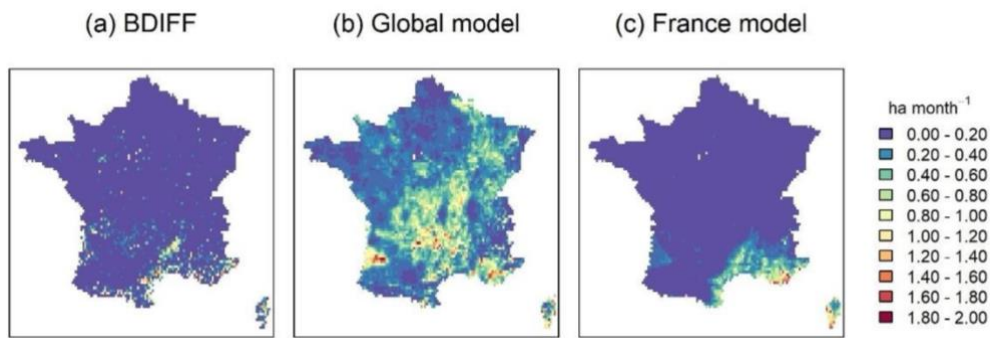 (a) BDIFF
(b) Global model
(c) France model
ha month⁻¹
0.00 - 0.20
0.20 - 0.40
0.40 - 0.60
0.60 - 0.80
0.80 - 1.00
1.00 - 1.20
1.20 - 1.40
1.40 - 1.60
1.60 - 1.80
1.80 - 2.00